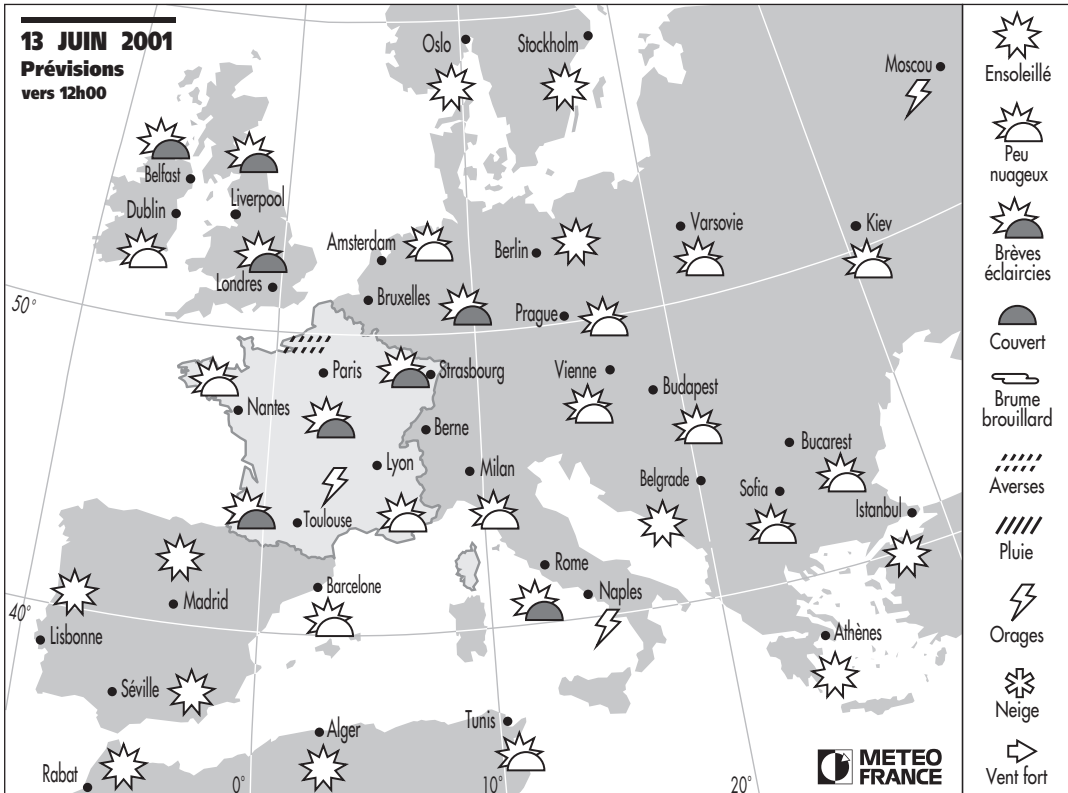 13 JUIN 2001
Prévisions
vers 12h00
Oslo
Stockholm
Moscou
Belfast
Dublin
Liverpool
Londres
Amsterdam
Bruxelles
Berlin
Varsovie
Kiev
50°
Prague
Paris
Strasbourg
Vienne
Budapest
Nantes
Berne
Lyon
Milan
Bucarest
Belgrade
Sofia
Istanbul
Toulouse
Rome
Naples
Barcelone
Madrid
40°
Lisbonne
Athènes
Séville
Alger
Tunis
Rabat
0°
10°
20°
METEO
FRANCE
Ensoleillé
Peu
nuageux
Brèves
éclaircies
Couvert
Brume
brouillard
Averses
Pluie
Orages
Neige
Vent fort